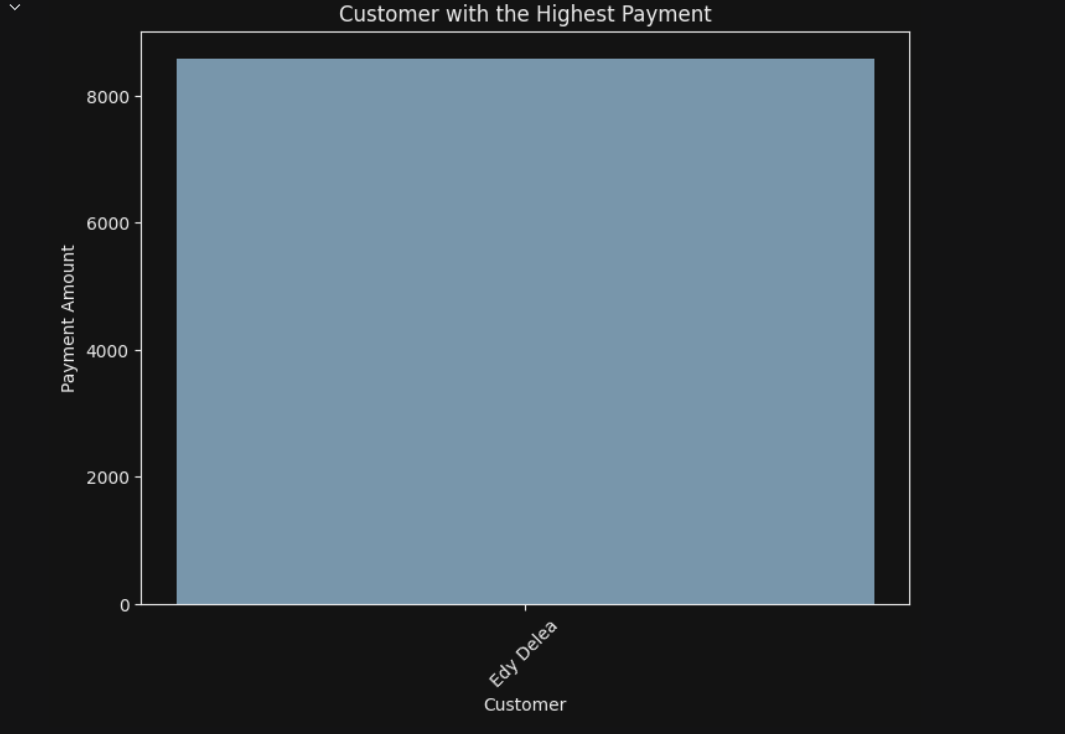 Customer with the Highest Payment
8000
6000
4000
2000
0
Payment Amount
Edy Delea
Customer